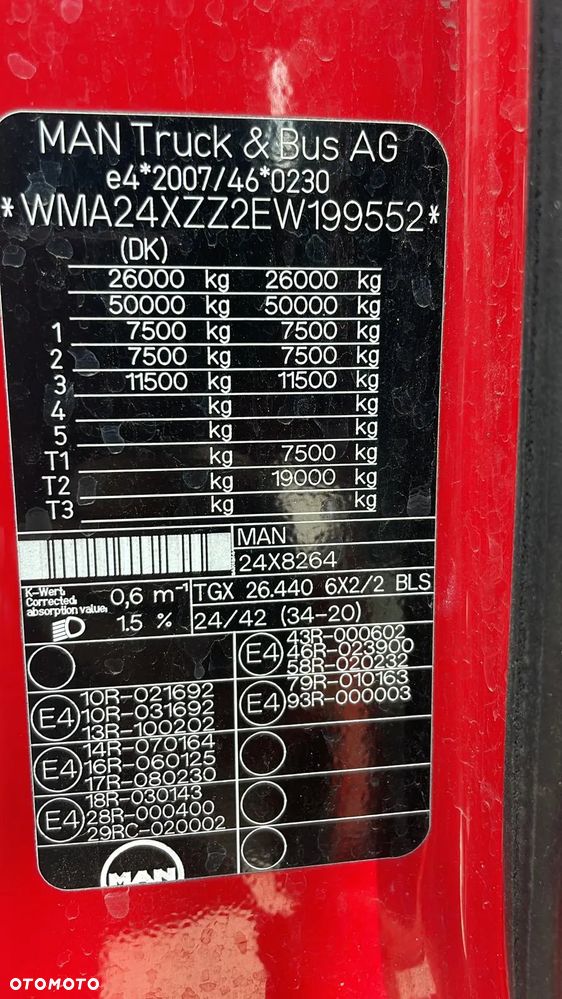 MAN Truck & Bus AG
e4*2007/46*0230
*WMA24XZZ2EW199552*
(DK)
26000 kg 26000 kg
50000 kg 50000 kg
1 7500 kg 7500 kg
2 7500 kg 7500 kg
3 11500 kg 11500 kg
4 kg kg
5 kg kg
T1 kg 7500 kg
T2 kg 19000 kg
T3 kg kg
MAN
24X8264
K-Wert:
Corrected
absorption value:
0,6 m⁻¹
TGX 26.440 6X2/2 BLS
1.5 %
24/42 (34-20)
E4
43R-000602
46R-023900
58R-020232
E4
79R-010163
93R-000003
E4
10R-021692
10R-031692
13R-100202
E4
14R-070164
16R-060125
17R-080230
E4
18R-030143
28R-000400
29RC-020002
MAN
OTOMOTO